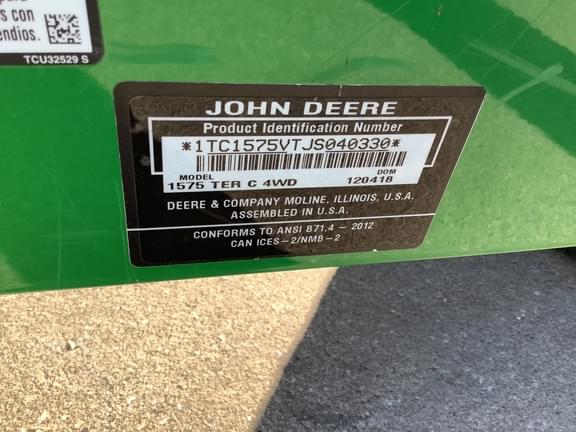 s con
endios.
TCU32529 S
JOHN DEERE
Product Identification Number
*1TC1575VTJS040330*
MODEL DOM
1575 TER C 4WD 120418
DEERE & COMPANY MOLINE, ILLINOIS, U.S.A.
ASSEMBLED IN U.S.A.
CONFORMS TO ANSI B71.4 – 2012
CAN ICES–2/NMB–2